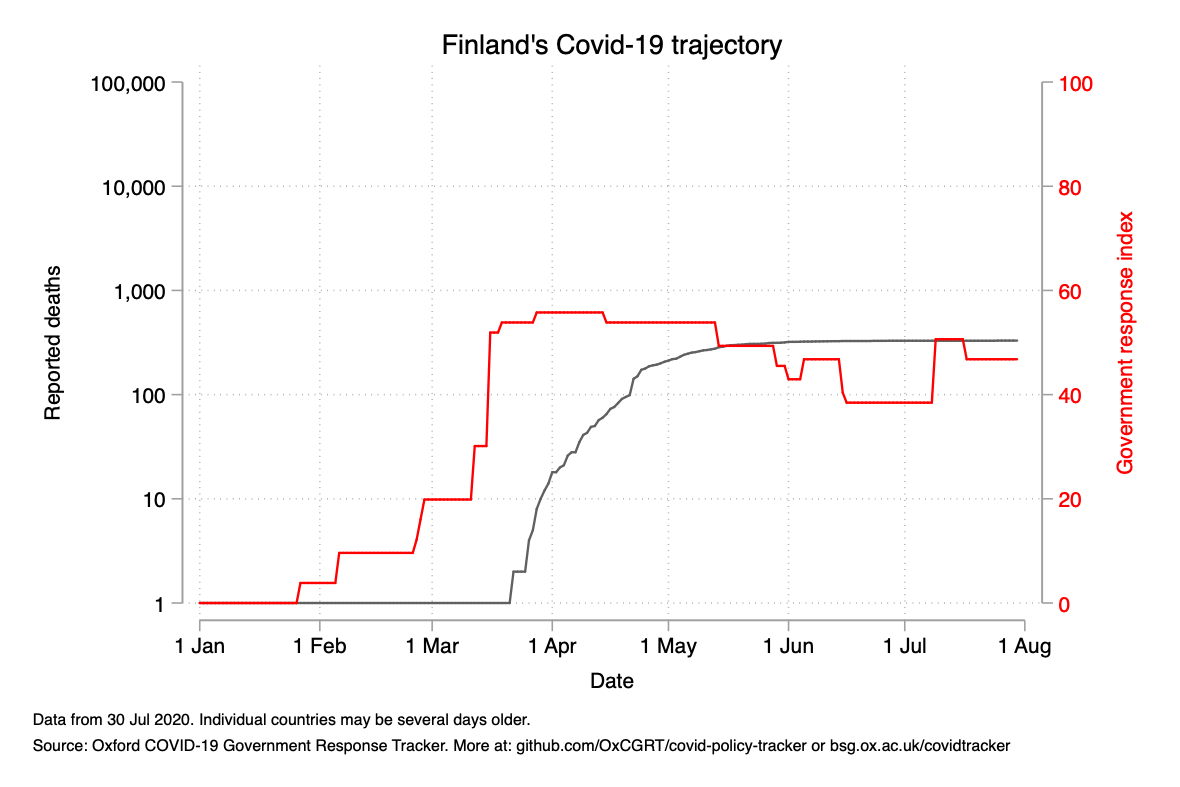 Finland's Covid-19 trajectory
100,000
10,000
1,000
100
10
1
Reported deaths
100
80
60
40
20
0
Government response index
1 Jan
1 Feb
1 Mar
1 Apr
1 May
1 Jun
1 Jul
1 Aug
Date
Data from 30 Jul 2020. Individual countries may be several days older.
Source: Oxford COVID-19 Government Response Tracker. More at: github.com/OxCGRT/covid-policy-tracker or bsg.ox.ac.uk/covidtracker